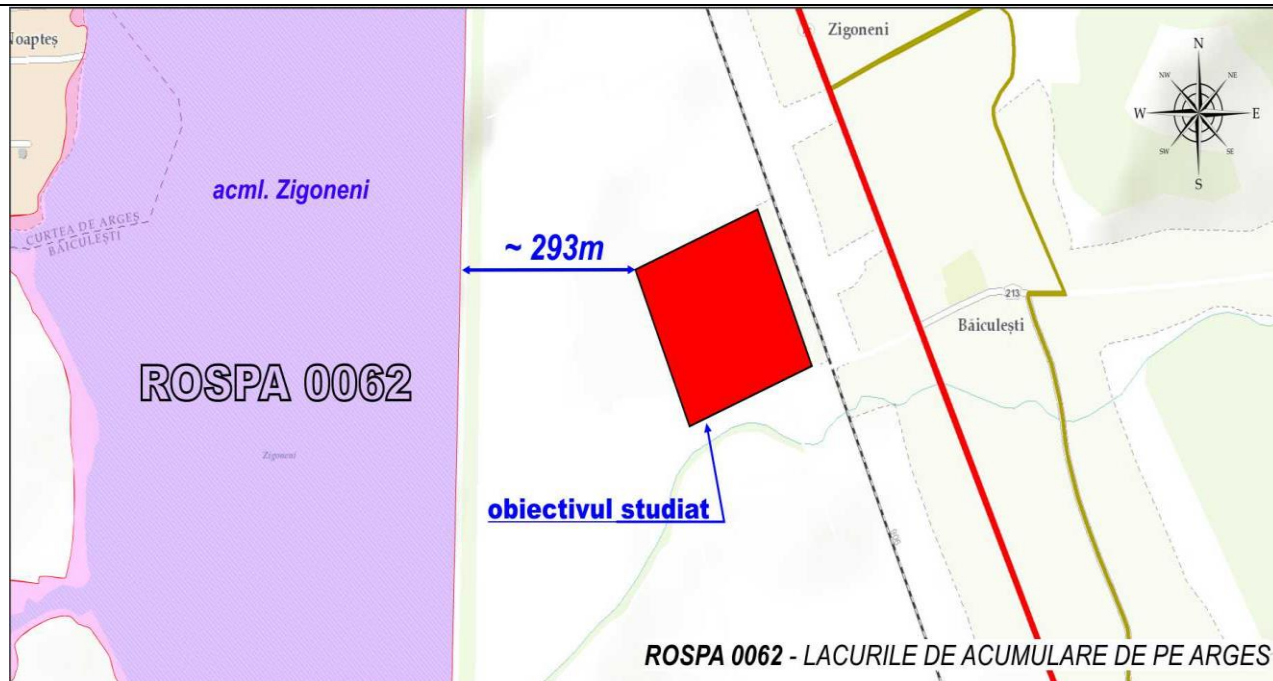 Noapteș
Zigoneni
N
NW
NE
W
E
SW
SE
S
acml. Zigoneni
CURTEA DE ARGEȘ
BĂICULEȘTI
~ 293m
213
Băiculești
ROSPA 0062
Zigoneni
obiectivul studiat
ROSPA 0062 - LACURILE DE ACUMULARE DE PE ARGES